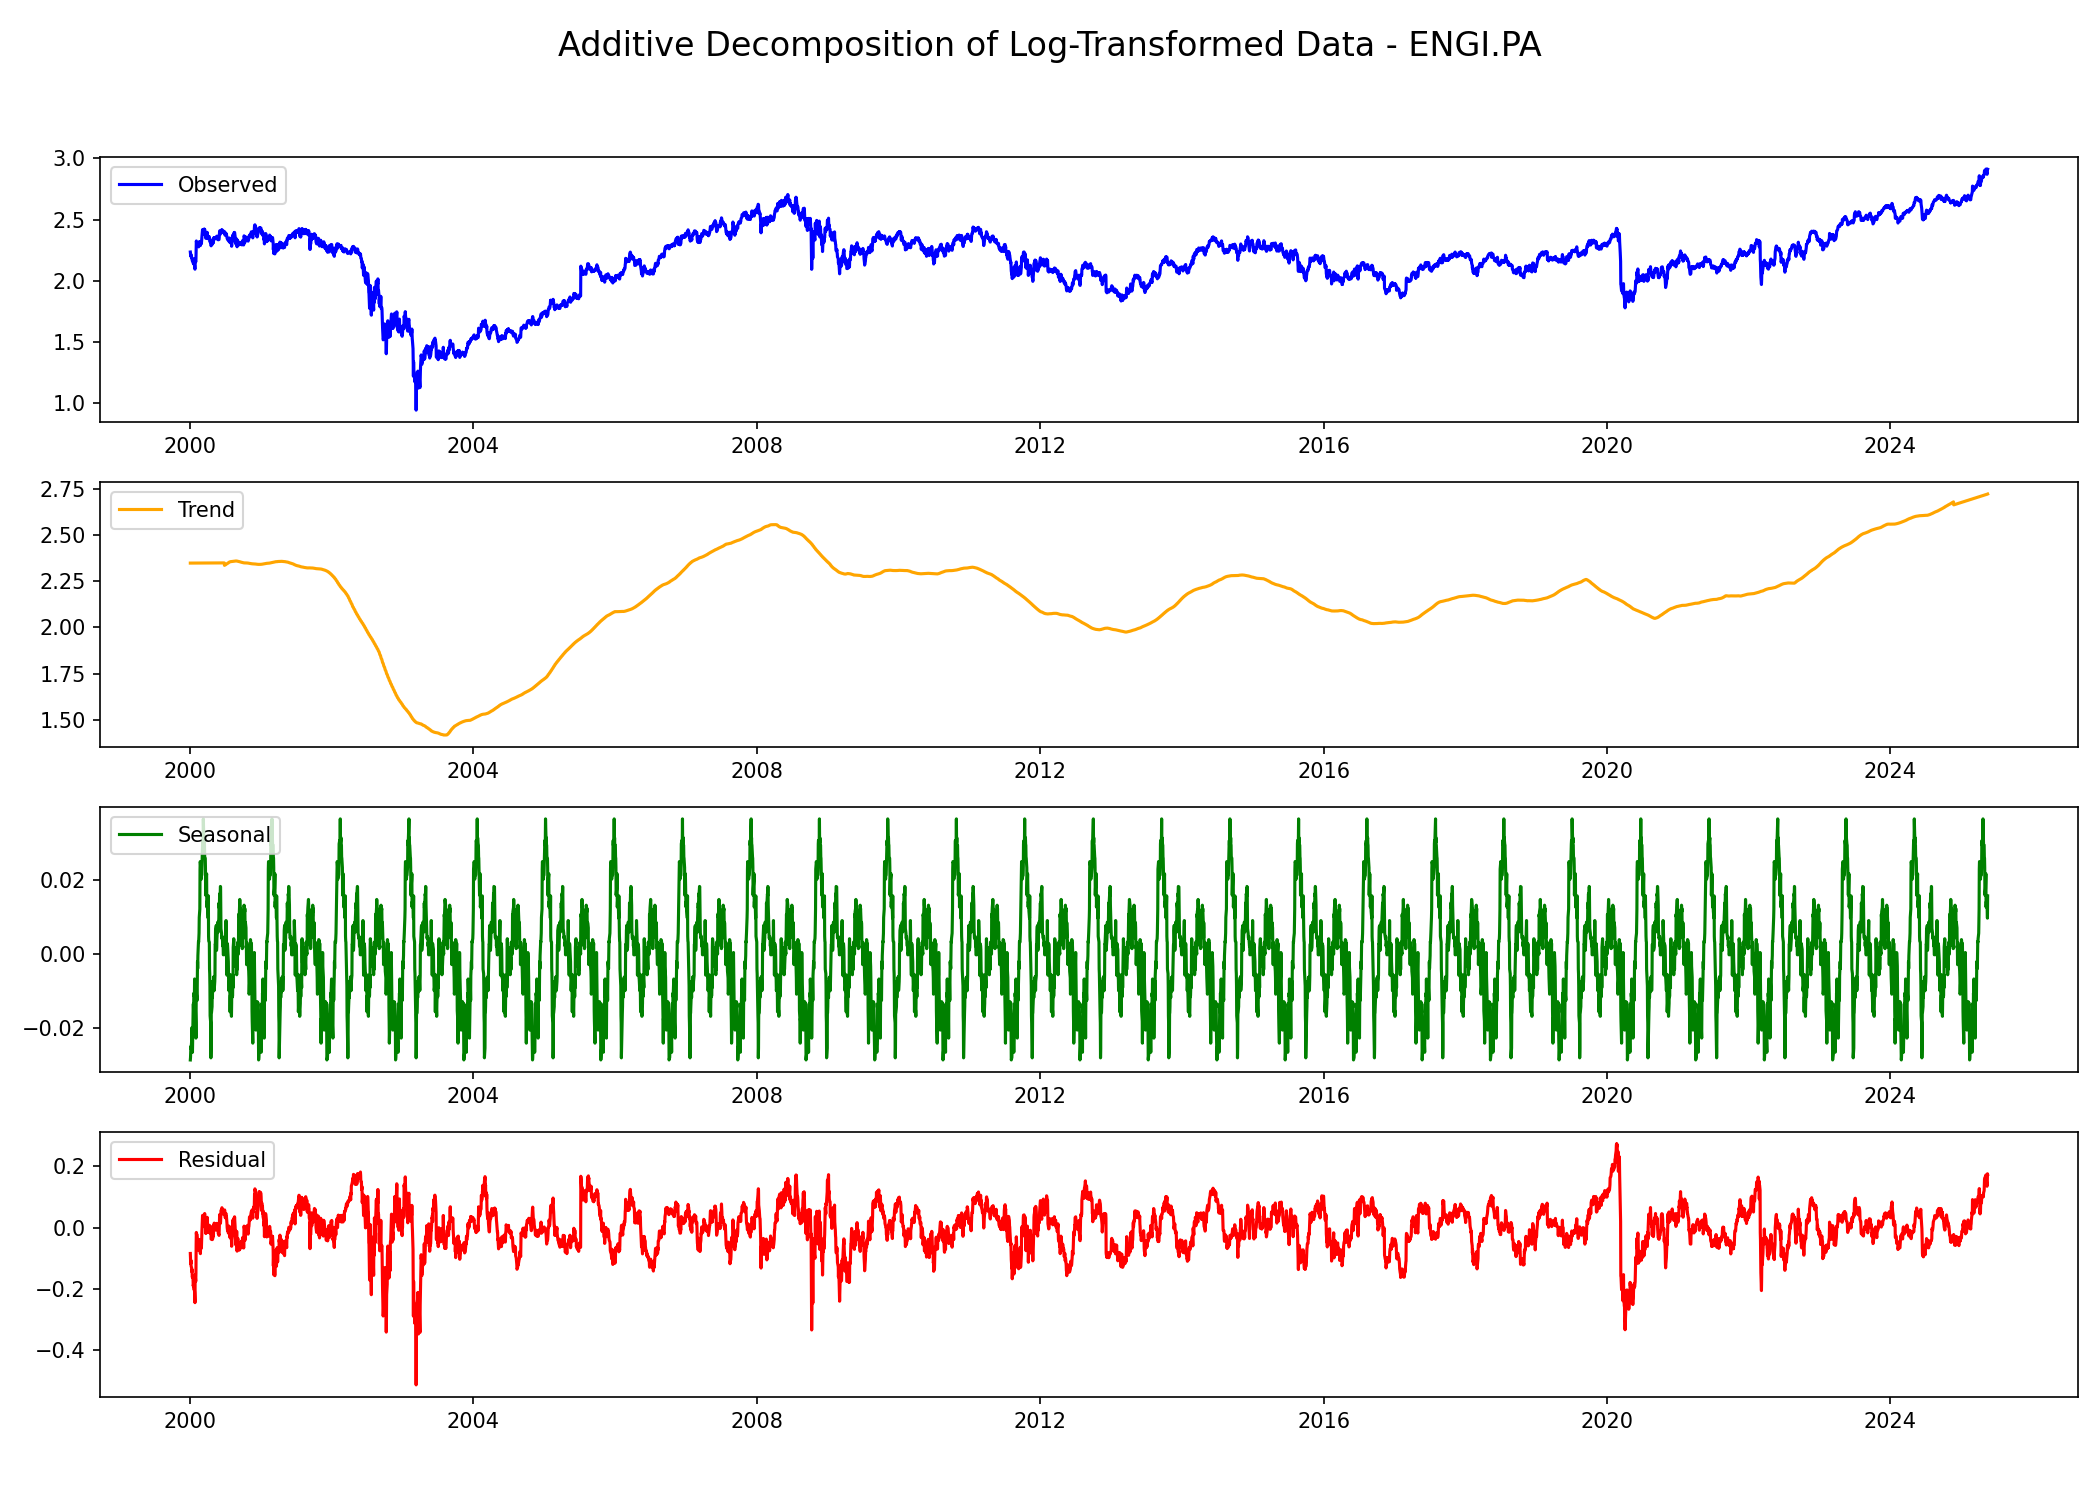 Additive Decomposition of Log-Transformed Data - ENGI.PA
3.0
2.5
2.0
1.5
1.0
Observed
2000 2004 2008 2012 2016 2020 2024
2.75
2.50
2.25
2.00
1.75
1.50
Trend
2000 2004 2008 2012 2016 2020 2024
0.02
0.00
−0.02
Seasonal
2000 2004 2008 2012 2016 2020 2024
0.2
0.0
−0.2
−0.4
Residual
2000 2004 2008 2012 2016 2020 2024